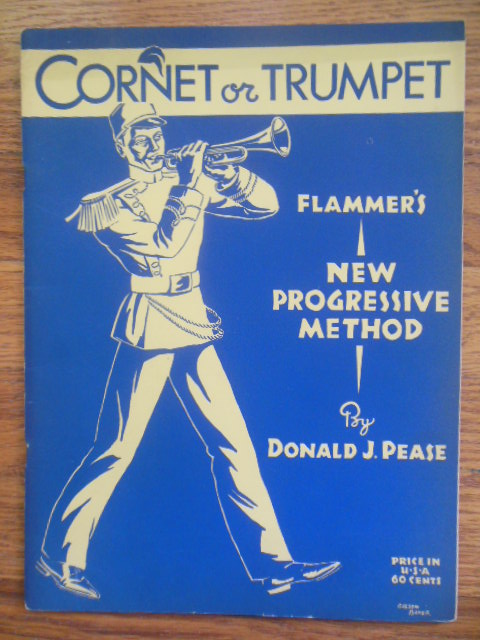 CORNET or TRUMPET
FLAMMER'S
NEW
PROGRESSIVE
METHOD
By
DONALD J. PEASE
PRICE IN
U·S·A
60 CENTS